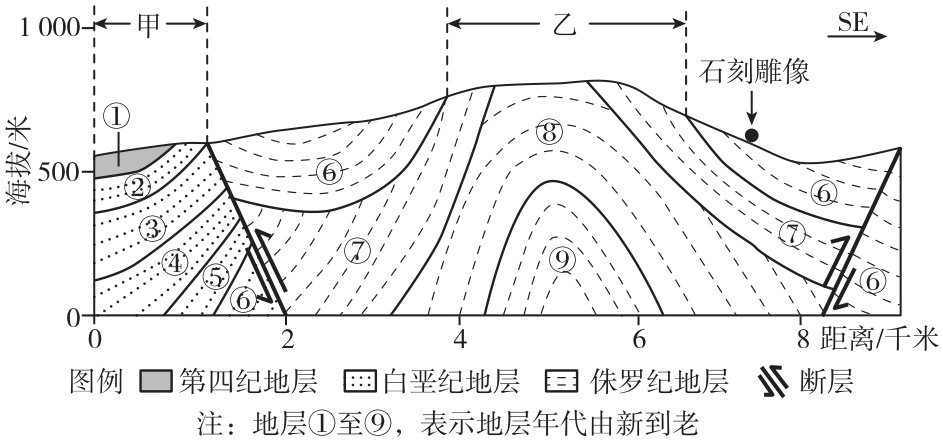 1 000
甲
乙
SE
石刻雕像
①
海拔/米
500
②
③
④
⑤
⑥
⑥
⑦
⑧
⑨
⑦
⑥
⑥
0
0 2 4 6 8 距离/千米
图例 第四纪地层 白垩纪地层 侏罗纪地层 断层
注：地层①至⑨，表示地层年代由新到老